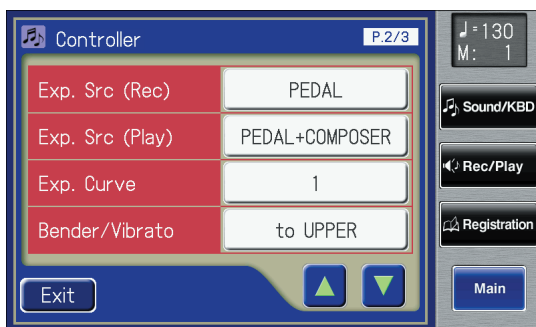 Controller
P.2/3
Exp. Src (Rec)
PEDAL
Exp. Src (Play)
PEDAL+COMPOSER
Exp. Curve
1
Bender/Vibrato
to UPPER
Exit
♩=130
M: 1
Sound/KBD
Rec/Play
Registration
Main